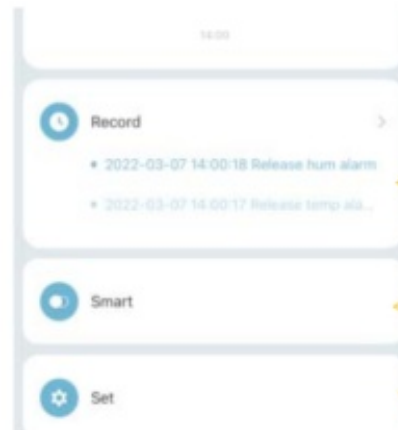 14:00
Record
• 2022-03-07 14:00:18 Release hum alarm
• 2022-03-07 14:00:17 Release temp ala...
Smart
Set